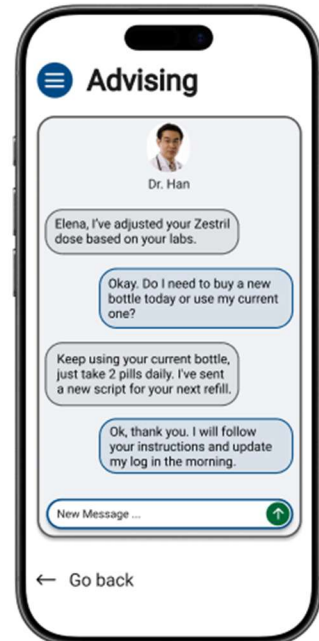 Advising
Dr. Han
Elena, I've adjusted your Zestril
dose based on your labs.
Okay. Do I need to buy a new
bottle today or use my current
one?
Keep using your current bottle,
just take 2 pills daily. I've sent
a new script for your next refill.
Ok, thank you. I will follow
your instructions and update
my log in the morning.
New Message ...
← Go back